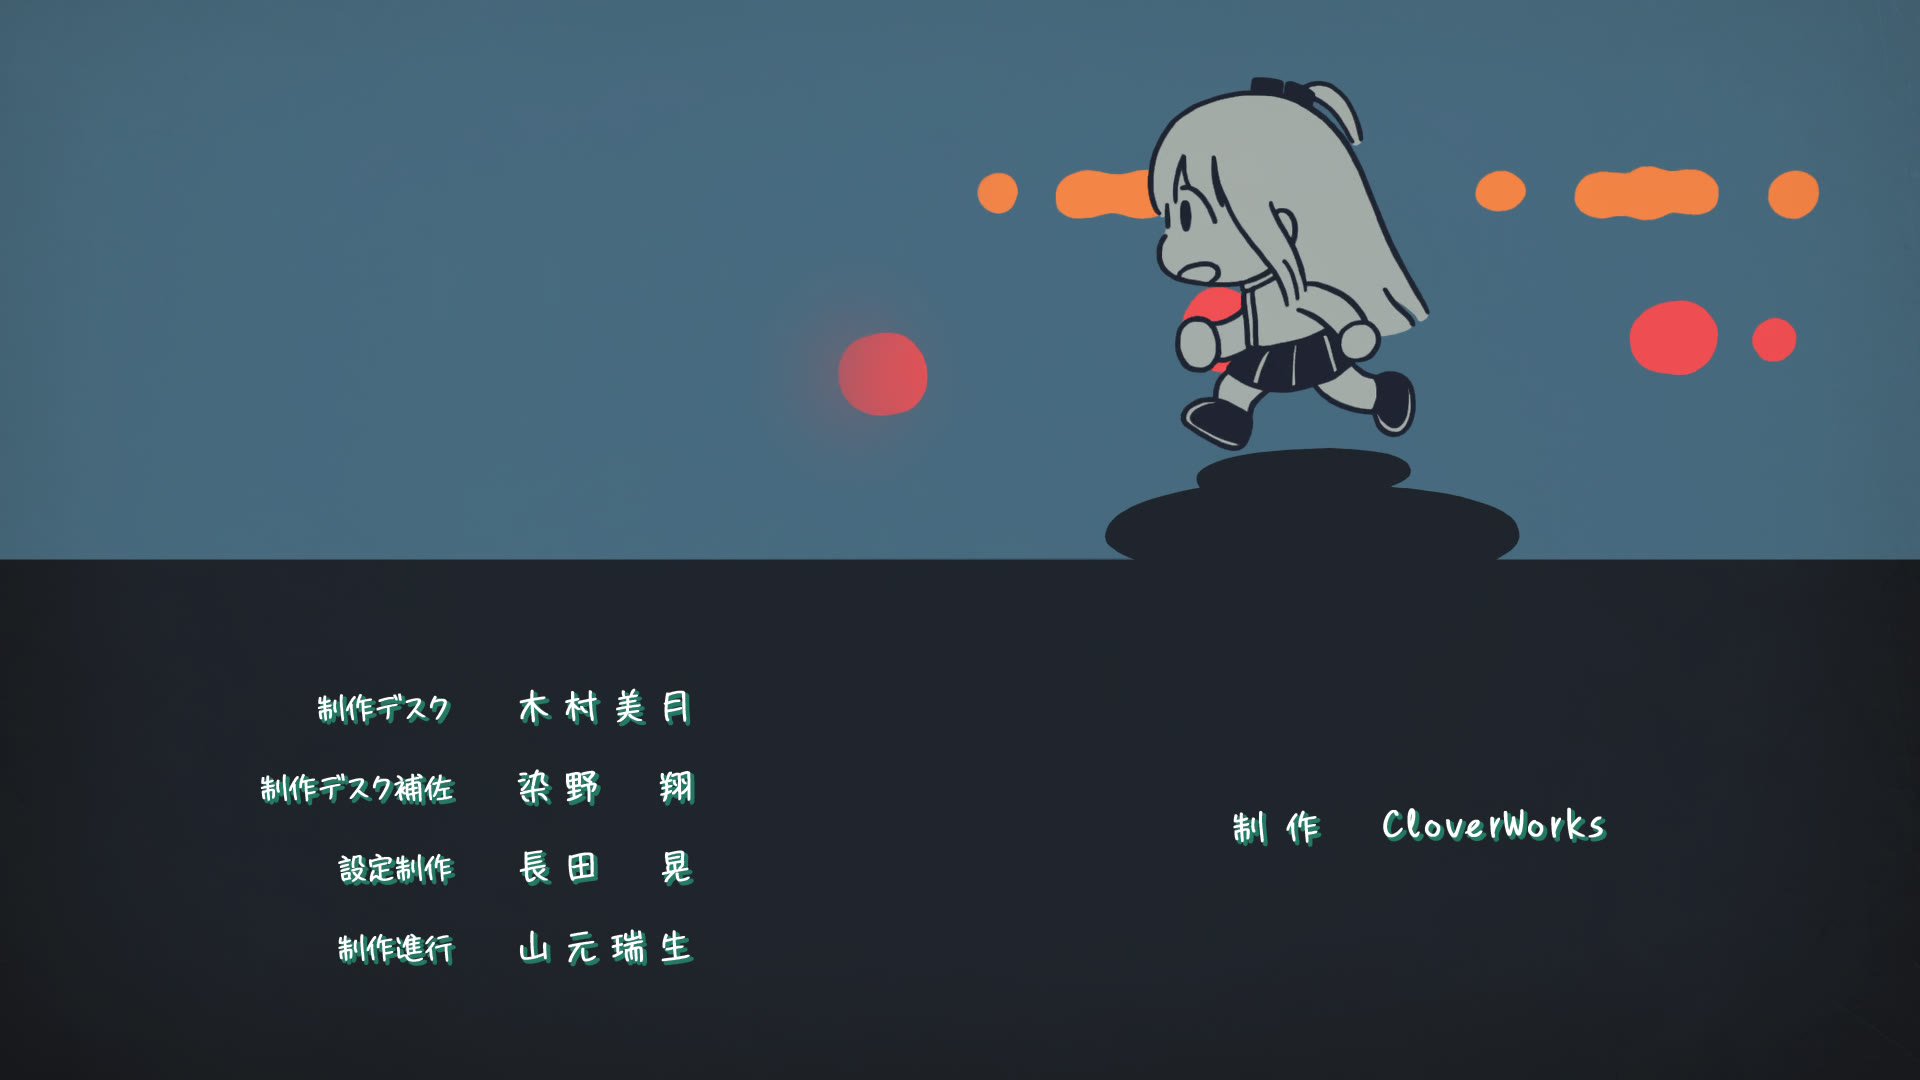 制作デスク 木村美月
制作デスク補佐 染野 翔
設定制作 長田 晃
制作進行 山元瑞生
制作 CloverWorks